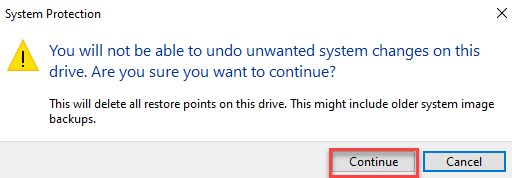 System Protection
You will not be able to undo unwanted system changes on this
drive. Are you sure you want to continue?
This will delete all restore points on this drive. This might include older system image
backups.
Continue Cancel